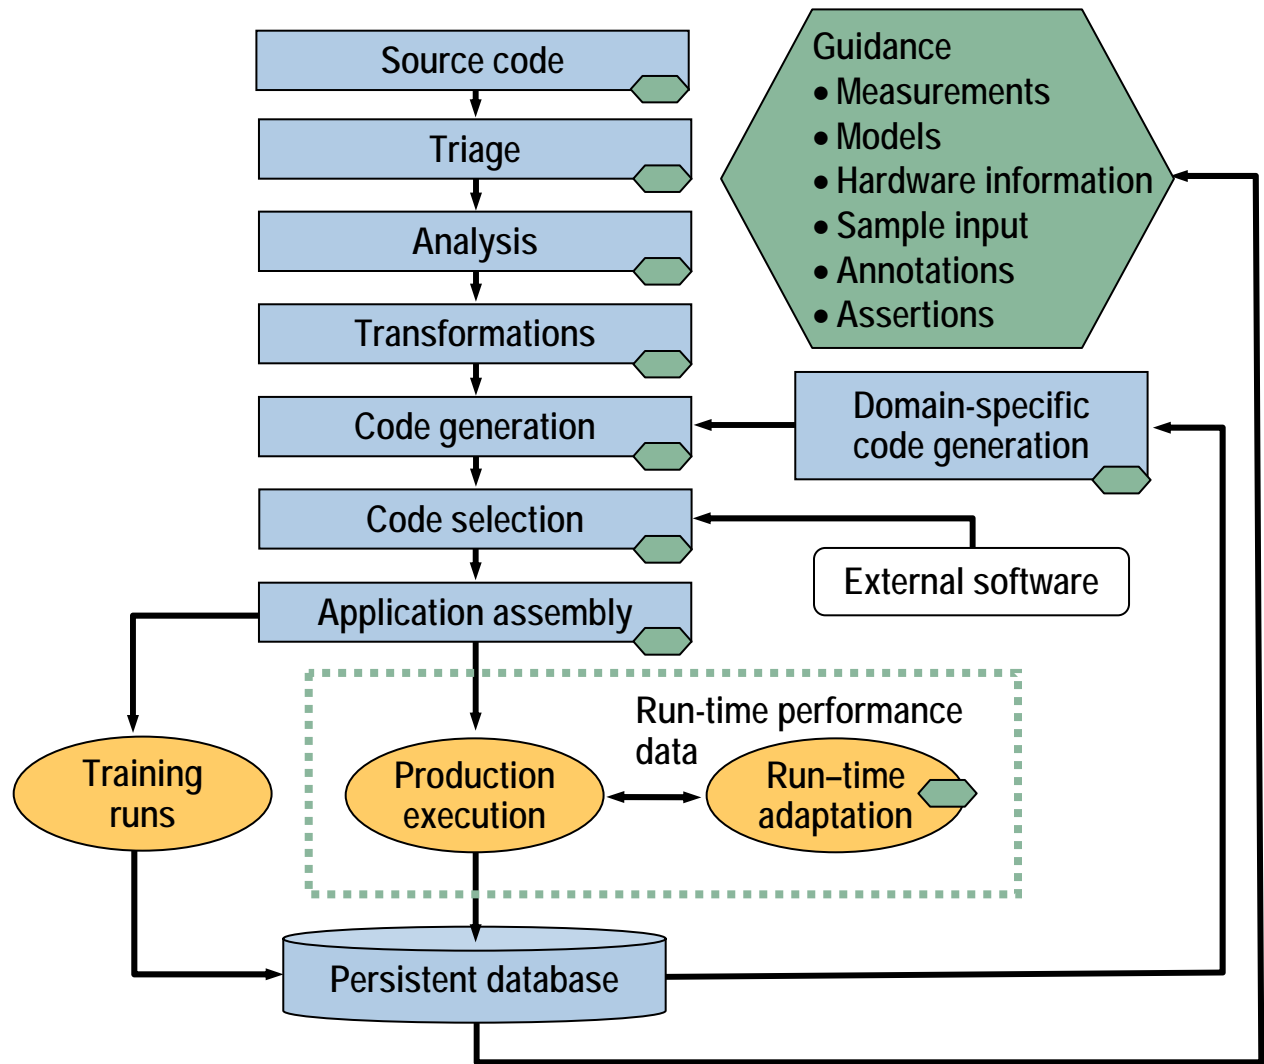 Source code
Triage
Analysis
Transformations
Code generation
Code selection
Application assembly
Guidance
• Measurements
• Models
• Hardware information
• Sample input
• Annotations
• Assertions
Domain-specific
code generation
External software
Run-time performance
data
Training
runs
Production
execution
Run–time
adaptation
Persistent database